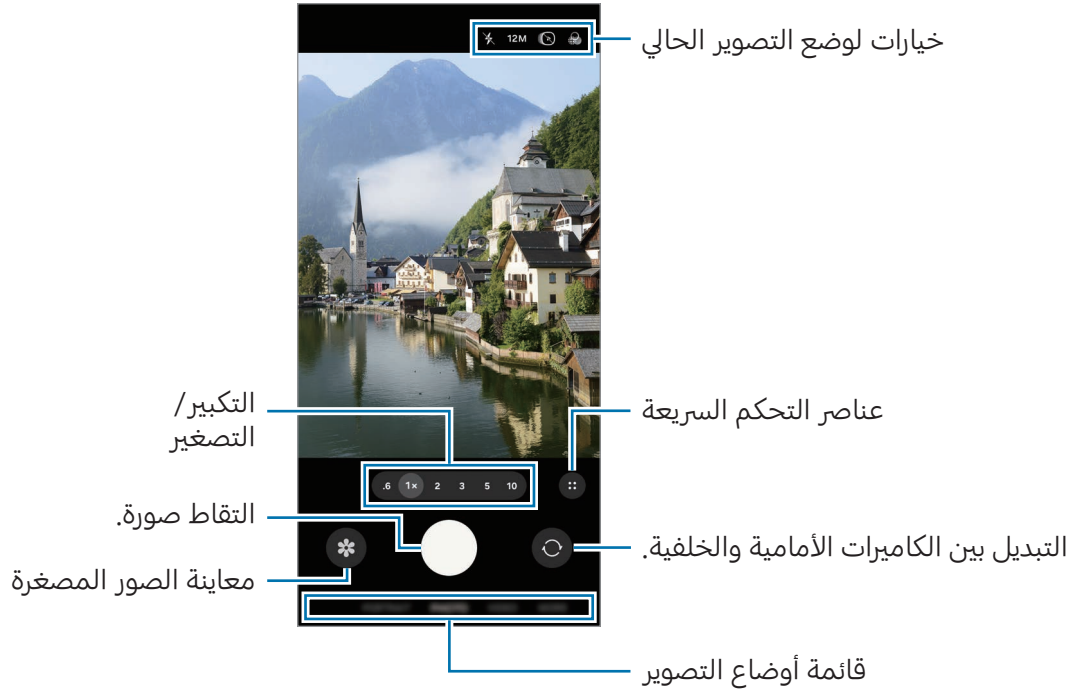 خيارات لوضع التصوير الحالي
12M
التكبير/
التصغير
عناصر التحكم السريعة
.6 1× 2 3 5 10
التقاط صورة.
التبديل بين الكاميرات الأمامية والخلفية.
معاينة الصور المصغرة
قائمة أوضاع التصوير